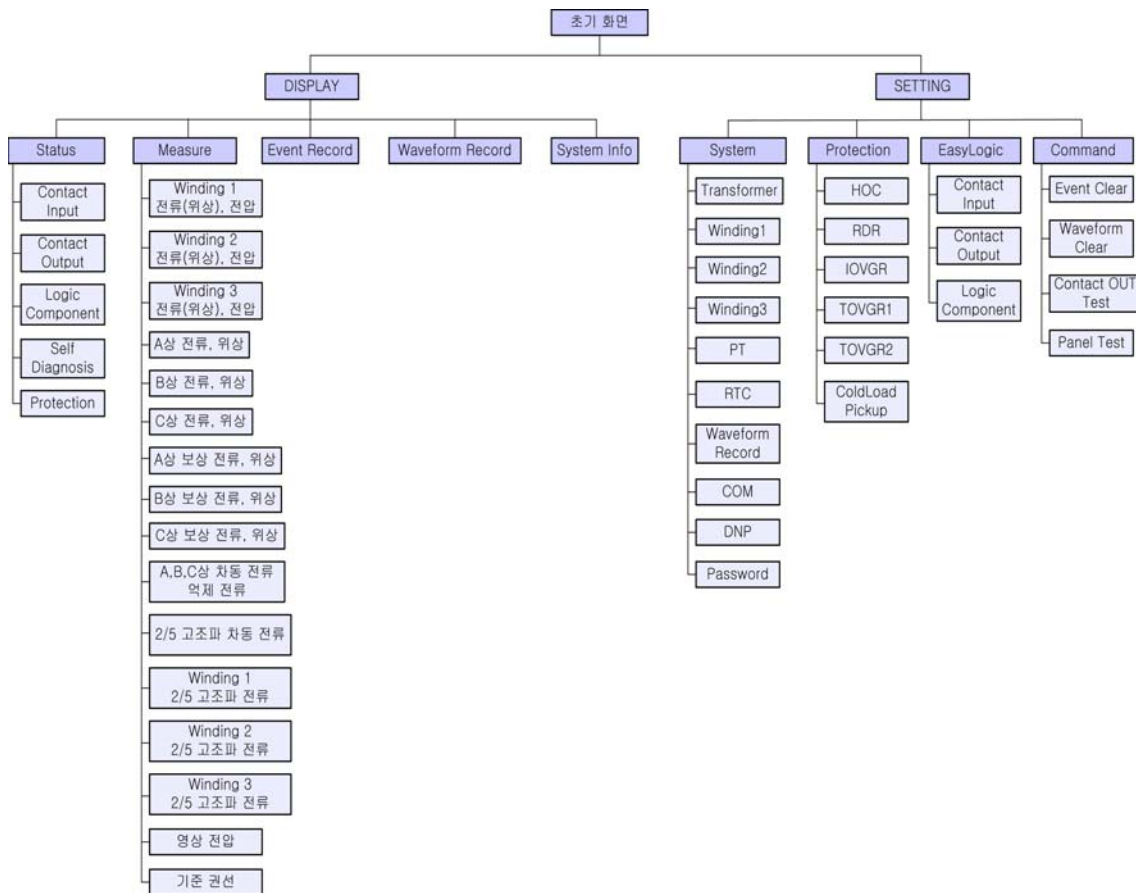 초기 화면
DISPLAY
SETTING
Status
Measure
Event Record
Waveform Record
System Info
System
Protection
EasyLogic
Command
Contact
Input
Contact
Output
Logic
Component
Self
Diagnosis
Protection
Winding 1
전류(위상), 전압
Winding 2
전류(위상), 전압
Winding 3
전류(위상), 전압
A상 전류, 위상
B상 전류, 위상
C상 전류, 위상
A상 보상 전류, 위상
B상 보상 전류, 위상
C상 보상 전류, 위상
A,B,C상 차동 전류
억제 전류
2/5 고조파 차동 전류
Winding 1
2/5 고조파 전류
Winding 2
2/5 고조파 전류
Winding 3
2/5 고조파 전류
영상 전압
기준 권선
Transformer
Winding1
Winding2
Winding3
PT
RTC
Waveform
Record
COM
DNP
Password
HOC
RDR
IOVGR
TOVGR1
TOVGR2
ColdLoad
Pickup
Contact
Input
Contact
Output
Logic
Component
Event Clear
Waveform
Clear
Contact OUT
Test
Panel Test